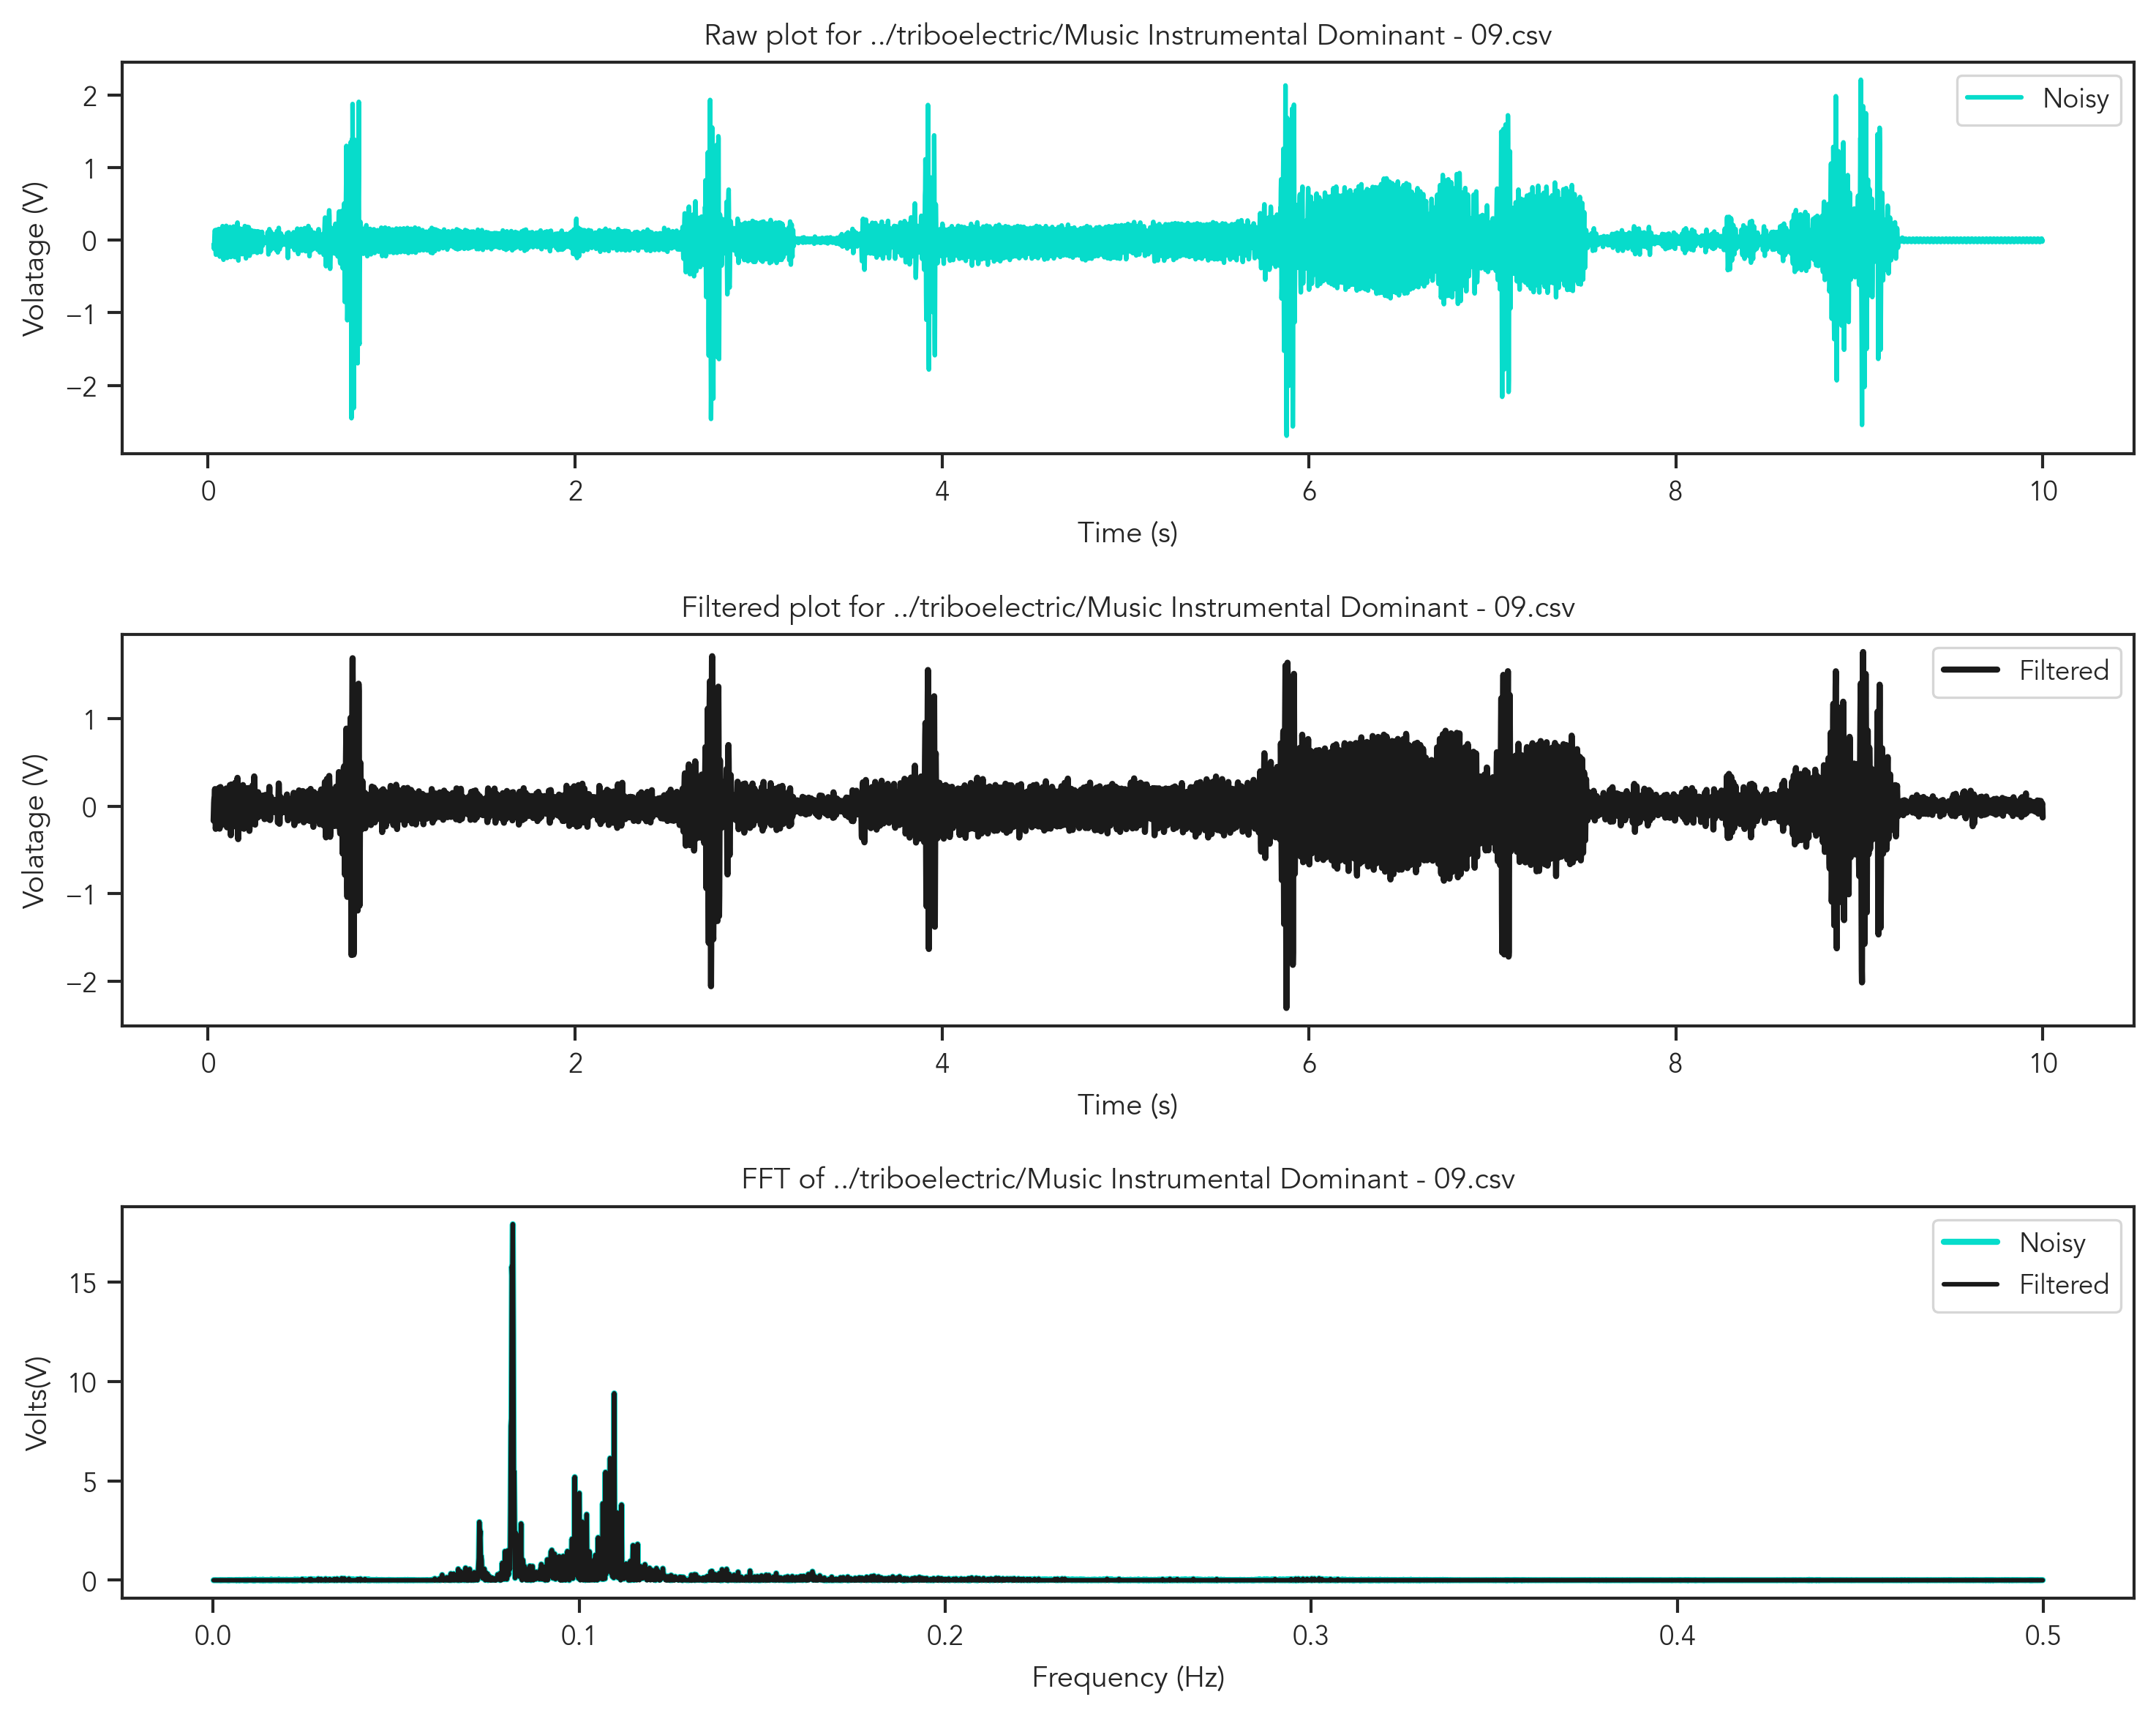 Raw plot for ../triboelectric/Music Instrumental Dominant - 09.csv
Noisy
2
1
0
−1
−2
Volatage (V)
0 2 4 6 8 10
Time (s)
Filtered plot for ../triboelectric/Music Instrumental Dominant - 09.csv
Filtered
1
0
−1
−2
Volatage (V)
0 2 4 6 8 10
Time (s)
FFT of ../triboelectric/Music Instrumental Dominant - 09.csv
Noisy
Filtered
15
10
5
0
Volts(V)
0.0 0.1 0.2 0.3 0.4 0.5
Frequency (Hz)